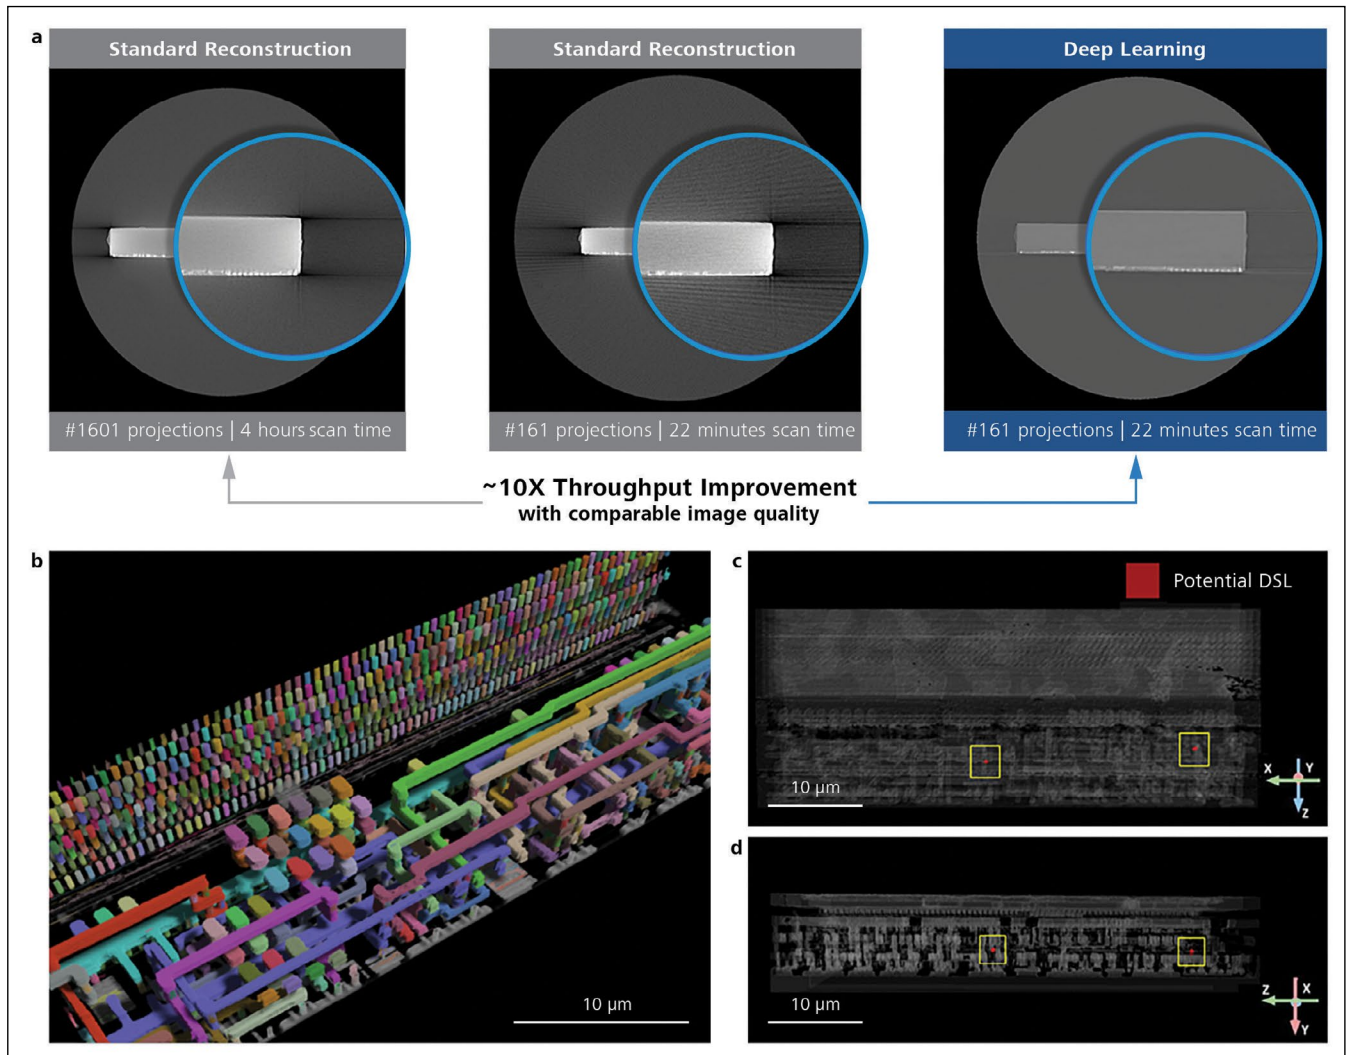 a
Standard Reconstruction
Standard Reconstruction
Deep Learning
#1601 projections | 4 hours scan time
#161 projections | 22 minutes scan time
#161 projections | 22 minutes scan time
~10X Throughput Improvement
with comparable image quality
b
10 µm
c
Potential DSL
10 µm
X
Y
Z
d
10 µm
Z
X
Y